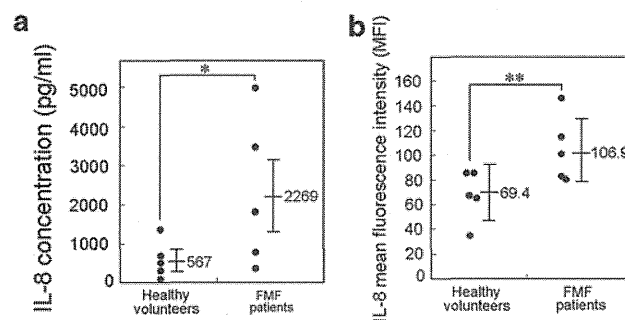 a
IL-8 concentration (pg/ml)
5000
4000
3000
2000
1000
0
*
567
2269
Healthy
volunteers
FMF
patients
b
IL-8 mean fluorescence intensity (MFI)
160
140
120
100
80
60
40
20
0
**
69.4
106.9
Healthy
volunteers
FMF
patients